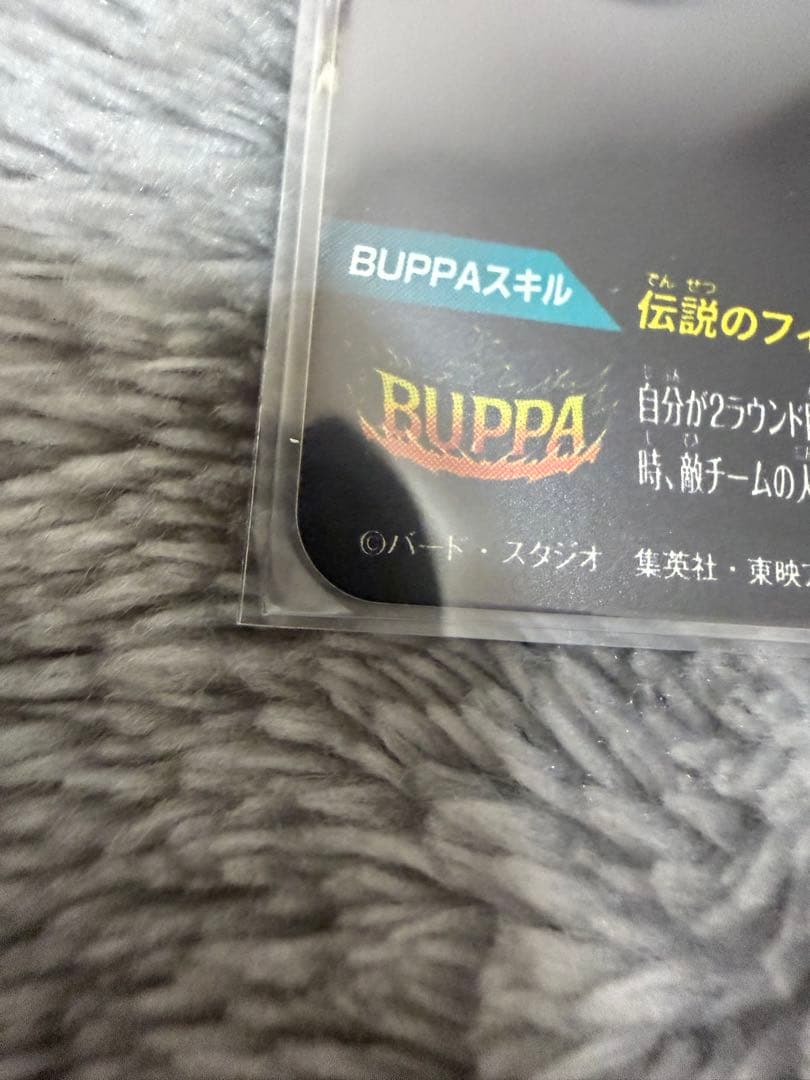 BUPPAスキル
でん せつ
伝説のフィ
BUPPA
自分が2ラウンド
時、敵チームの人
©バード・スタジオ 集英社・東映ア